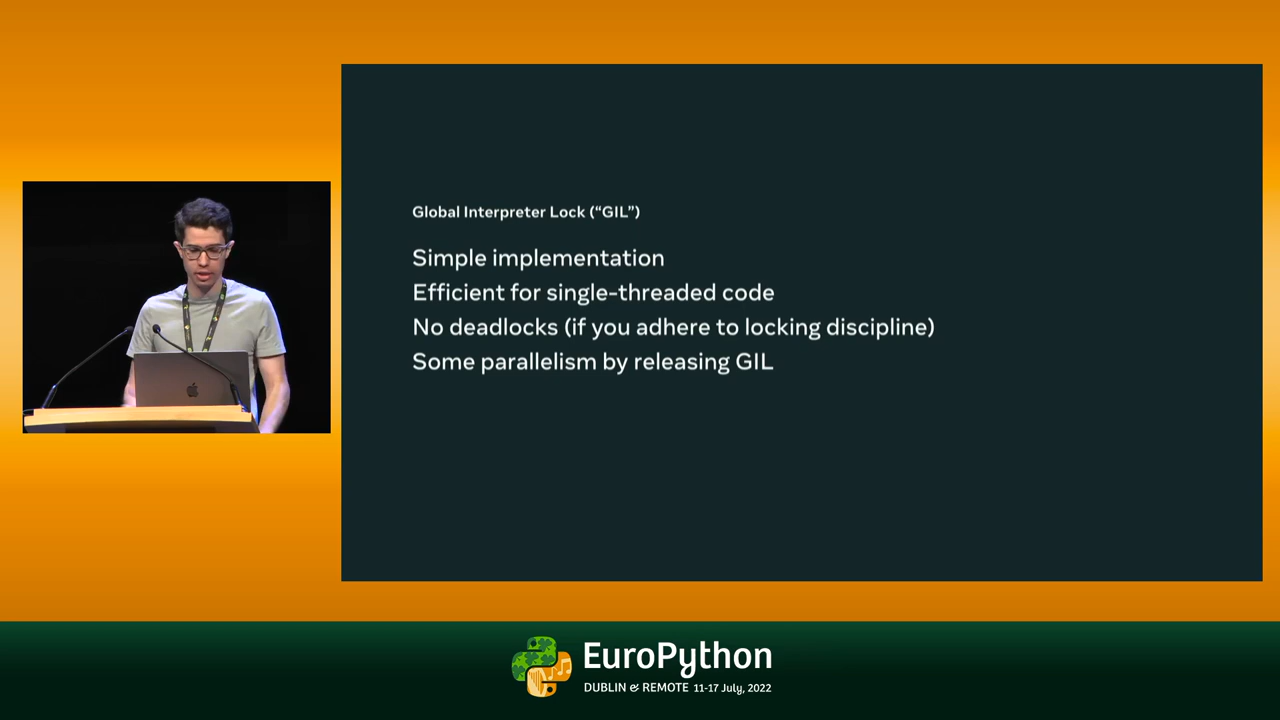 Global Interpreter Lock (“GIL”)
Simple implementation
Efficient for single-threaded code
No deadlocks (if you adhere to locking discipline)
Some parallelism by releasing GIL
EuroPython
DUBLIN & REMOTE 11-17 July, 2022